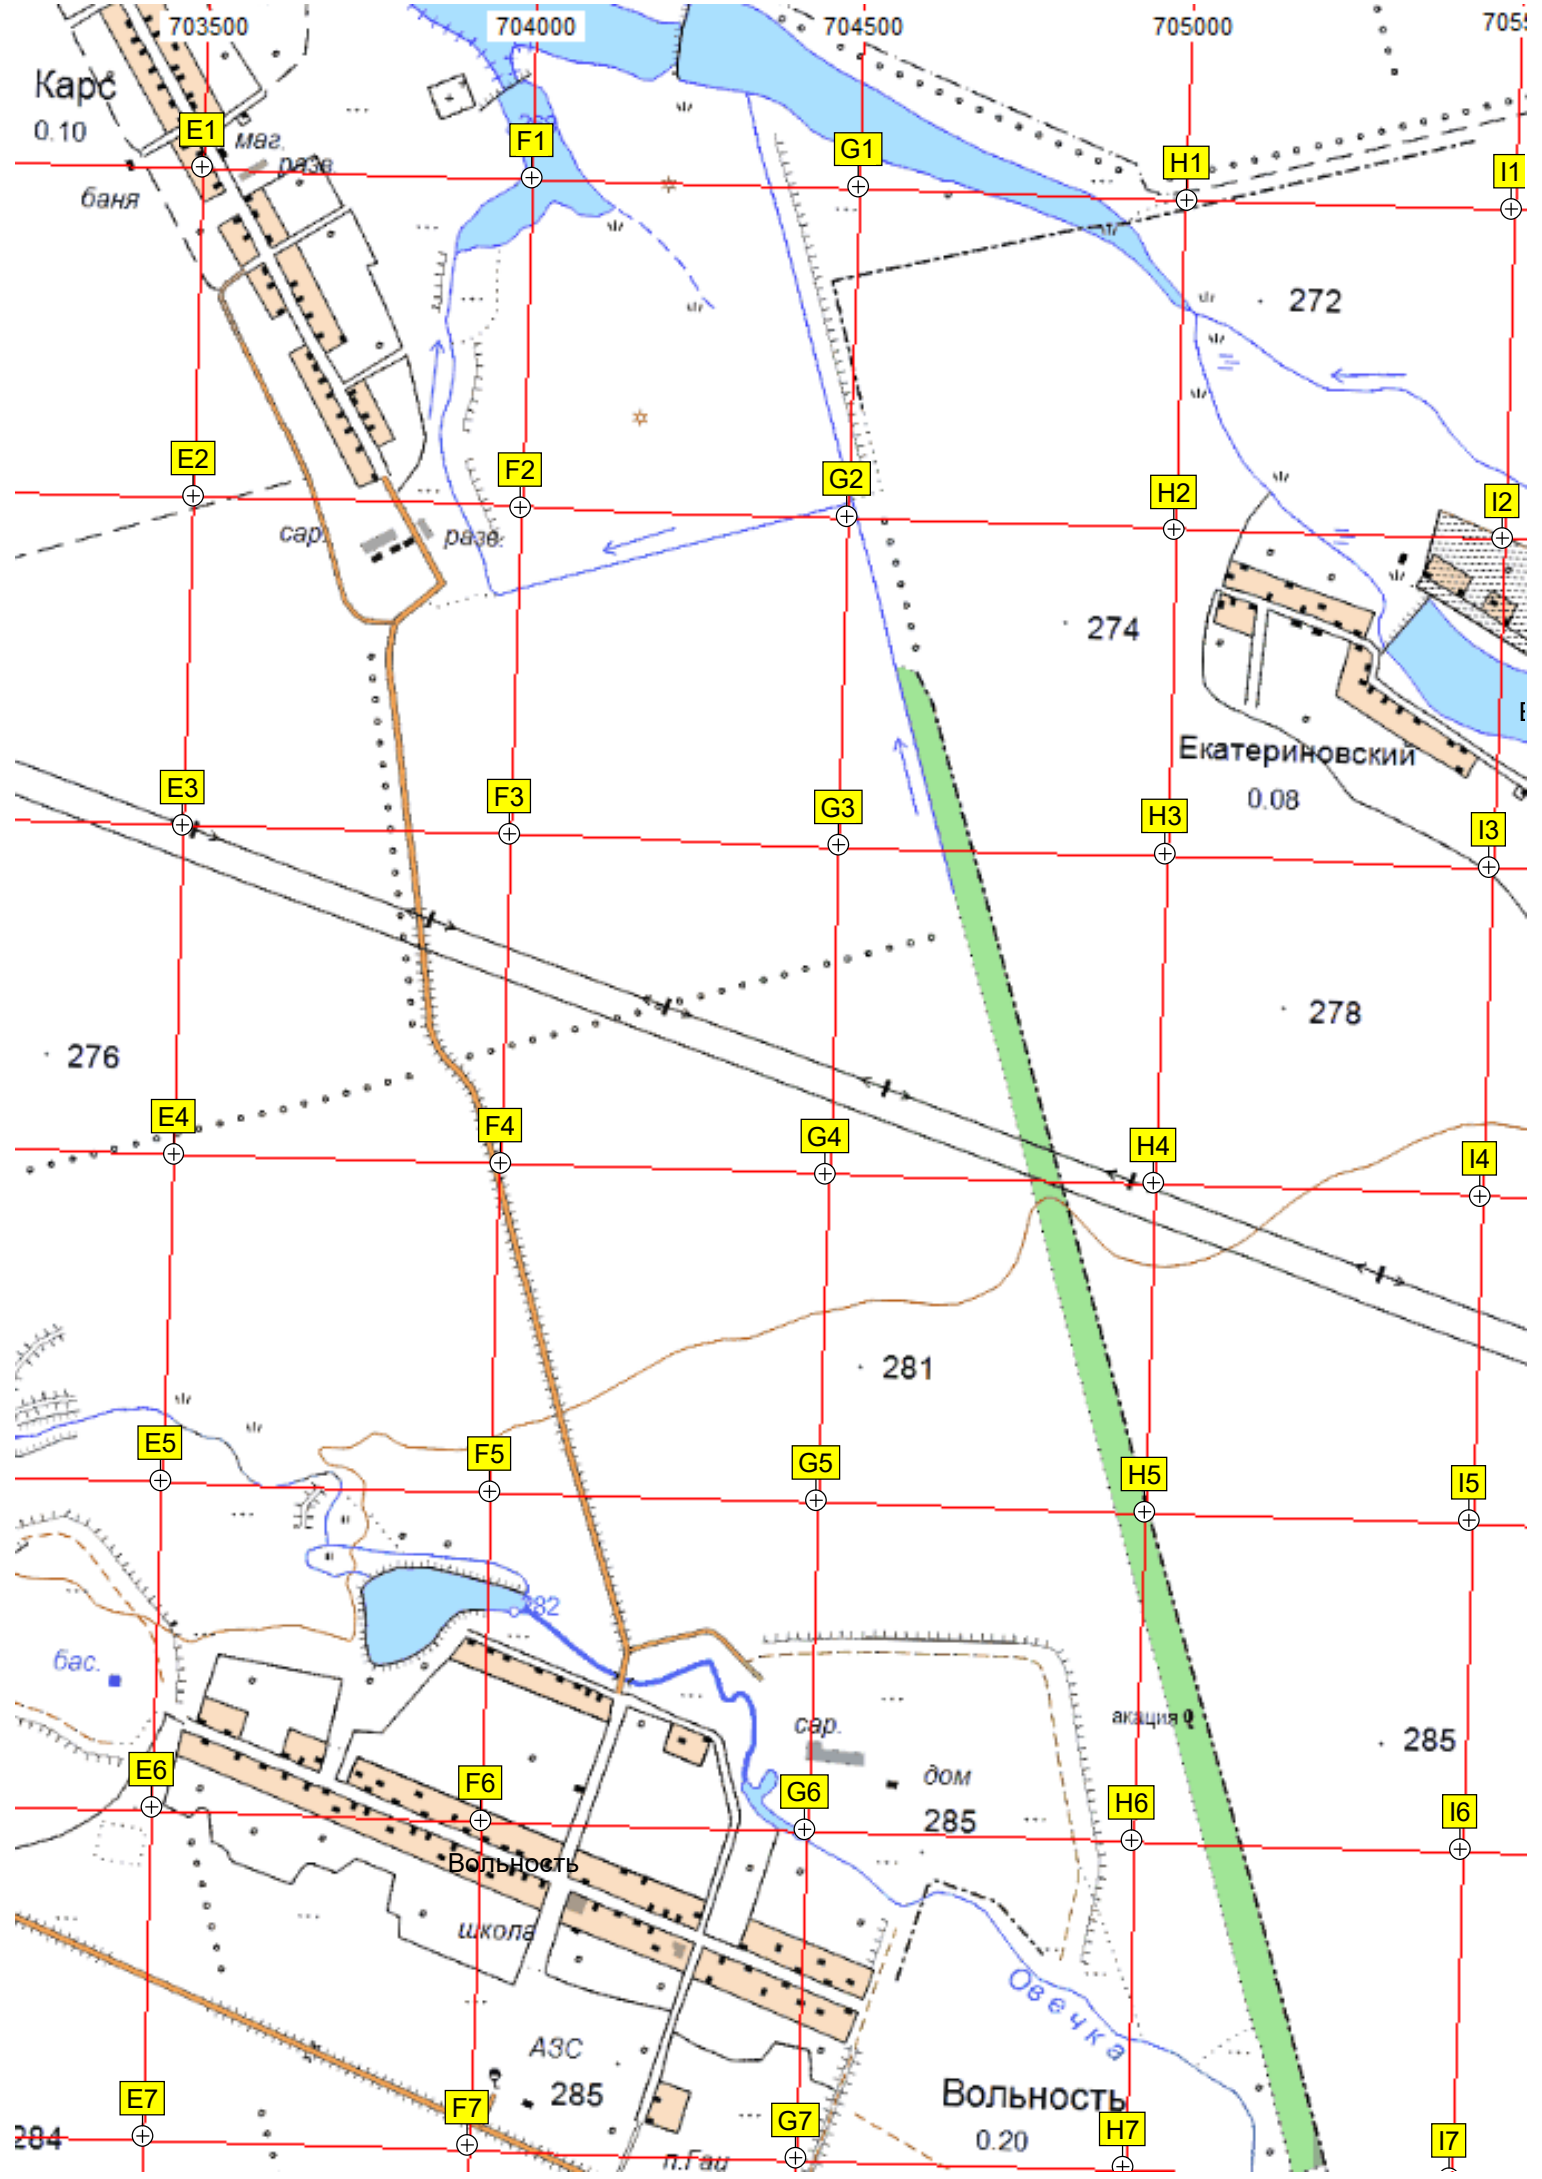 703500 704000 704500 705000
Карс
0.10
E1 маг. F1 G1 H1 I1
разв.
баня
272
E2 F2 G2 H2 I2
сар. разв.
274
Екатериновский
0.08
E3 F3 G3 H3 I3
278
276
E4 F4 G4 H4 I4
281
E5 F5 G5 H5 I5
282
бас.
акация
сар.
285
E6 F6 дом
G6 H6 I6
285
Вольность
школа
Овечка
АЗС
285
Вольность
E7 F7 G7 H7 I7
284
0.20